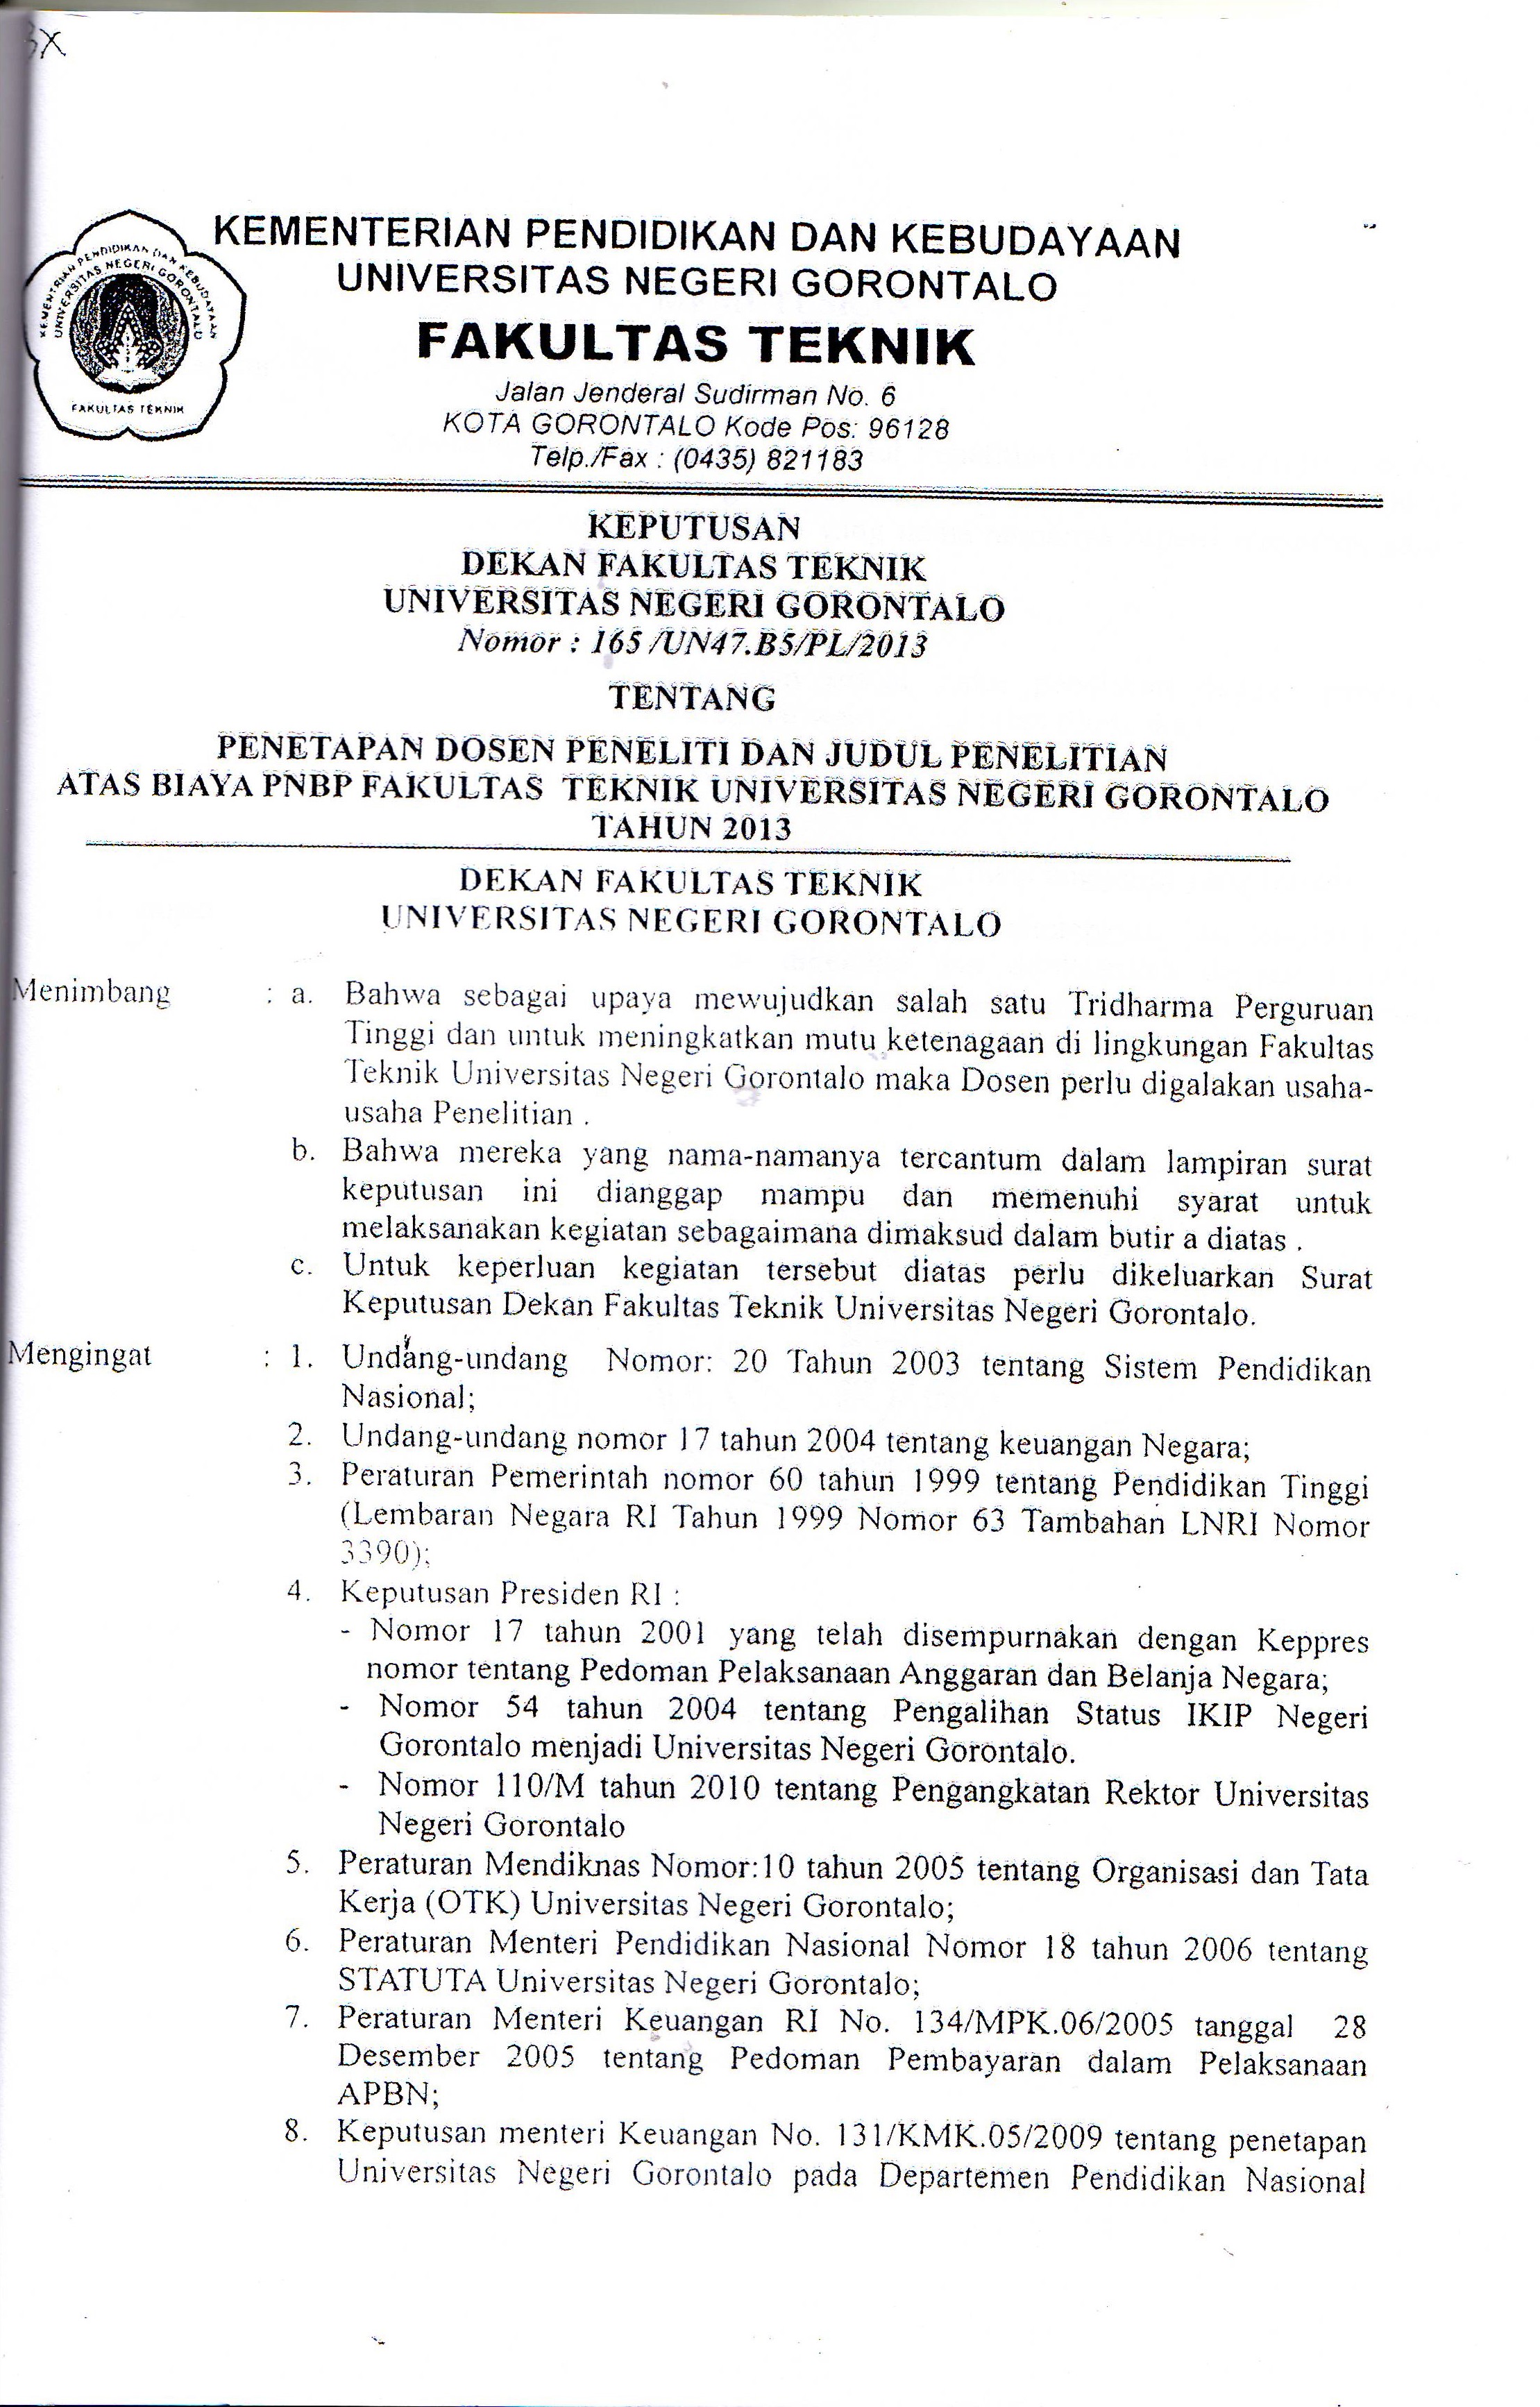 KEMENTERIAN PENDIDIKAN DAN KEBUDAYAAN
UNIVERSITAS NEGERI GORONTALO
FAKULTAS TEKNIK
Jalan Jenderal Sudirman No. 6
KOTA GORONTALO Kode Pos: 96128
Telp./Fax : (0435) 821183
KEMENTRIAN PENDIDIKAN DAN KEBUDAYAAN
UNIVERSITAS NEGERI GORONTALO
FAKULTAS TEKNIK
KEPUTUSAN
DEKAN FAKULTAS TEKNIK
UNIVERSITAS NEGERI GORONTALO
Nomor : 165 /UN47.B5/PL/2013
TENTANG
PENETAPAN DOSEN PENELITI DAN JUDUL PENELITIAN
ATAS BIAYA PNBP FAKULTAS TEKNIK UNIVERSITAS NEGERI GORONTALO
TAHUN 2013
DEKAN FAKULTAS TEKNIK
UNIVERSITAS NEGERI GORONTALO
Menimbang : a. Bahwa sebagai upaya mewujudkan salah satu Tridharma Perguruan
Tinggi dan untuk meningkatkan mutu ketenagaan di lingkungan Fakultas
Teknik Universitas Negeri Gorontalo maka Dosen perlu digalakan usaha-
usaha Penelitian .
b. Bahwa mereka yang nama-namanya tercantum dalam lampiran surat
keputusan ini dianggap mampu dan memenuhi syarat untuk
melaksanakan kegiatan sebagaimana dimaksud dalam butir a diatas .
c. Untuk keperluan kegiatan tersebut diatas perlu dikeluarkan Surat
Keputusan Dekan Fakultas Teknik Universitas Negeri Gorontalo.
Mengingat : 1. Undang-undang Nomor: 20 Tahun 2003 tentang Sistem Pendidikan
Nasional;
2. Undang-undang nomor 17 tahun 2004 tentang keuangan Negara;
3. Peraturan Pemerintah nomor 60 tahun 1999 tentang Pendidikan Tinggi
(Lembaran Negara RI Tahun 1999 Nomor 63 Tambahan LNRI Nomor
3390);
4. Keputusan Presiden RI :
- Nomor 17 tahun 2001 yang telah disempurnakan dengan Keppres
nomor tentang Pedoman Pelaksanaan Anggaran dan Belanja Negara;
- Nomor 54 tahun 2004 tentang Pengalihan Status IKIP Negeri
Gorontalo menjadi Universitas Negeri Gorontalo.
- Nomor 110/M tahun 2010 tentang Pengangkatan Rektor Universitas
Negeri Gorontalo
5. Peraturan Mendiknas Nomor:10 tahun 2005 tentang Organisasi dan Tata
Kerja (OTK) Universitas Negeri Gorontalo;
6. Peraturan Menteri Pendidikan Nasional Nomor 18 tahun 2006 tentang
STATUTA Universitas Negeri Gorontalo;
7. Peraturan Menteri Keuangan RI No. 134/MPK.06/2005 tanggal 28
Desember 2005 tentang Pedoman Pembayaran dalam Pelaksanaan
APBN;
8. Keputusan menteri Keuangan No. 131/KMK.05/2009 tentang penetapan
Universitas Negeri Gorontalo pada Departemen Pendidikan Nasional